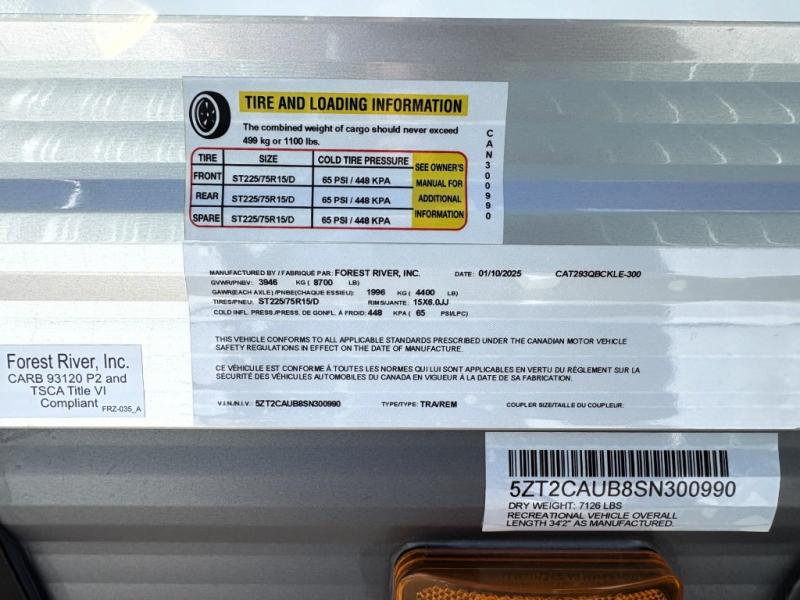 TIRE AND LOADING INFORMATION
The combined weight of cargo should never exceed
499 kg or 1100 lbs.
TIRE SIZE COLD TIRE PRESSURE SEE OWNER'S MANUAL FOR ADDITIONAL INFORMATION
FRONT ST225/75R15/D 65 PSI / 448 KPA
REAR ST225/75R15/D 65 PSI / 448 KPA
SPARE ST225/75R15/D 65 PSI / 448 KPA
CAN300990
MANUFACTURED BY / FABRIQUÉ PAR: FOREST RIVER, INC. DATE: 01/10/2025 CAT293QBCKLE-300
GVWR/PNBV: 3946 KG ( 8700 LB)
GAWR(EACH AXLE) /PNBE(CHAQUE ESSIEU): 1996 KG ( 4400 LB)
TIRES/PNEU: ST225/75R15/D RIMS/JANTE: 15X6.0JJ
COLD INFL. PRESS./PRESS. DE GONFL. À FROID: 448 KPA ( 65 PSI/LPC)
THIS VEHICLE CONFORMS TO ALL APPLICABLE STANDARDS PRESCRIBED UNDER THE CANADIAN MOTOR VEHICLE
SAFETY REGULATIONS IN EFFECT ON THE DATE OF MANUFACTURE.
CE VÉHICULE EST CONFORME À TOUTES LES NORMES QUI LUI SONT APPLICABLES EN VERTU DU RÉGLEMENT SUR LA
SÉCURITÉ DES VÉHICULES AUTOMOBILES DU CANADA EN VIGUEUR À LA DATE DE SA FABRICATION.
V.I.N./N.I.V.: 5ZT2CAUB8SN300990 TYPE/TYPE: TRA/REM COUPLER SIZE/TAILLE DU COUPLEUR:
Forest River, Inc.
CARB 93120 P2 and
TSCA Title VI
Compliant FRZ-035_A
5ZT2CAUB8SN300990
DRY WEIGHT: 7126 LBS
RECREATIONAL VEHICLE OVERALL
LENGTH 34'2" AS MANUFACTURED.